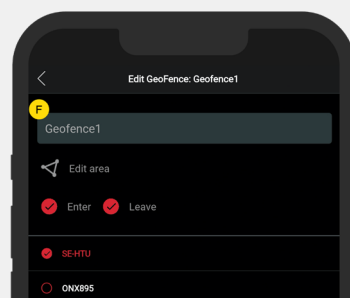 Edit GeoFence: Geofence1
F
Geofence1
Edit area
Enter Leave
SE-HTU
ONX895